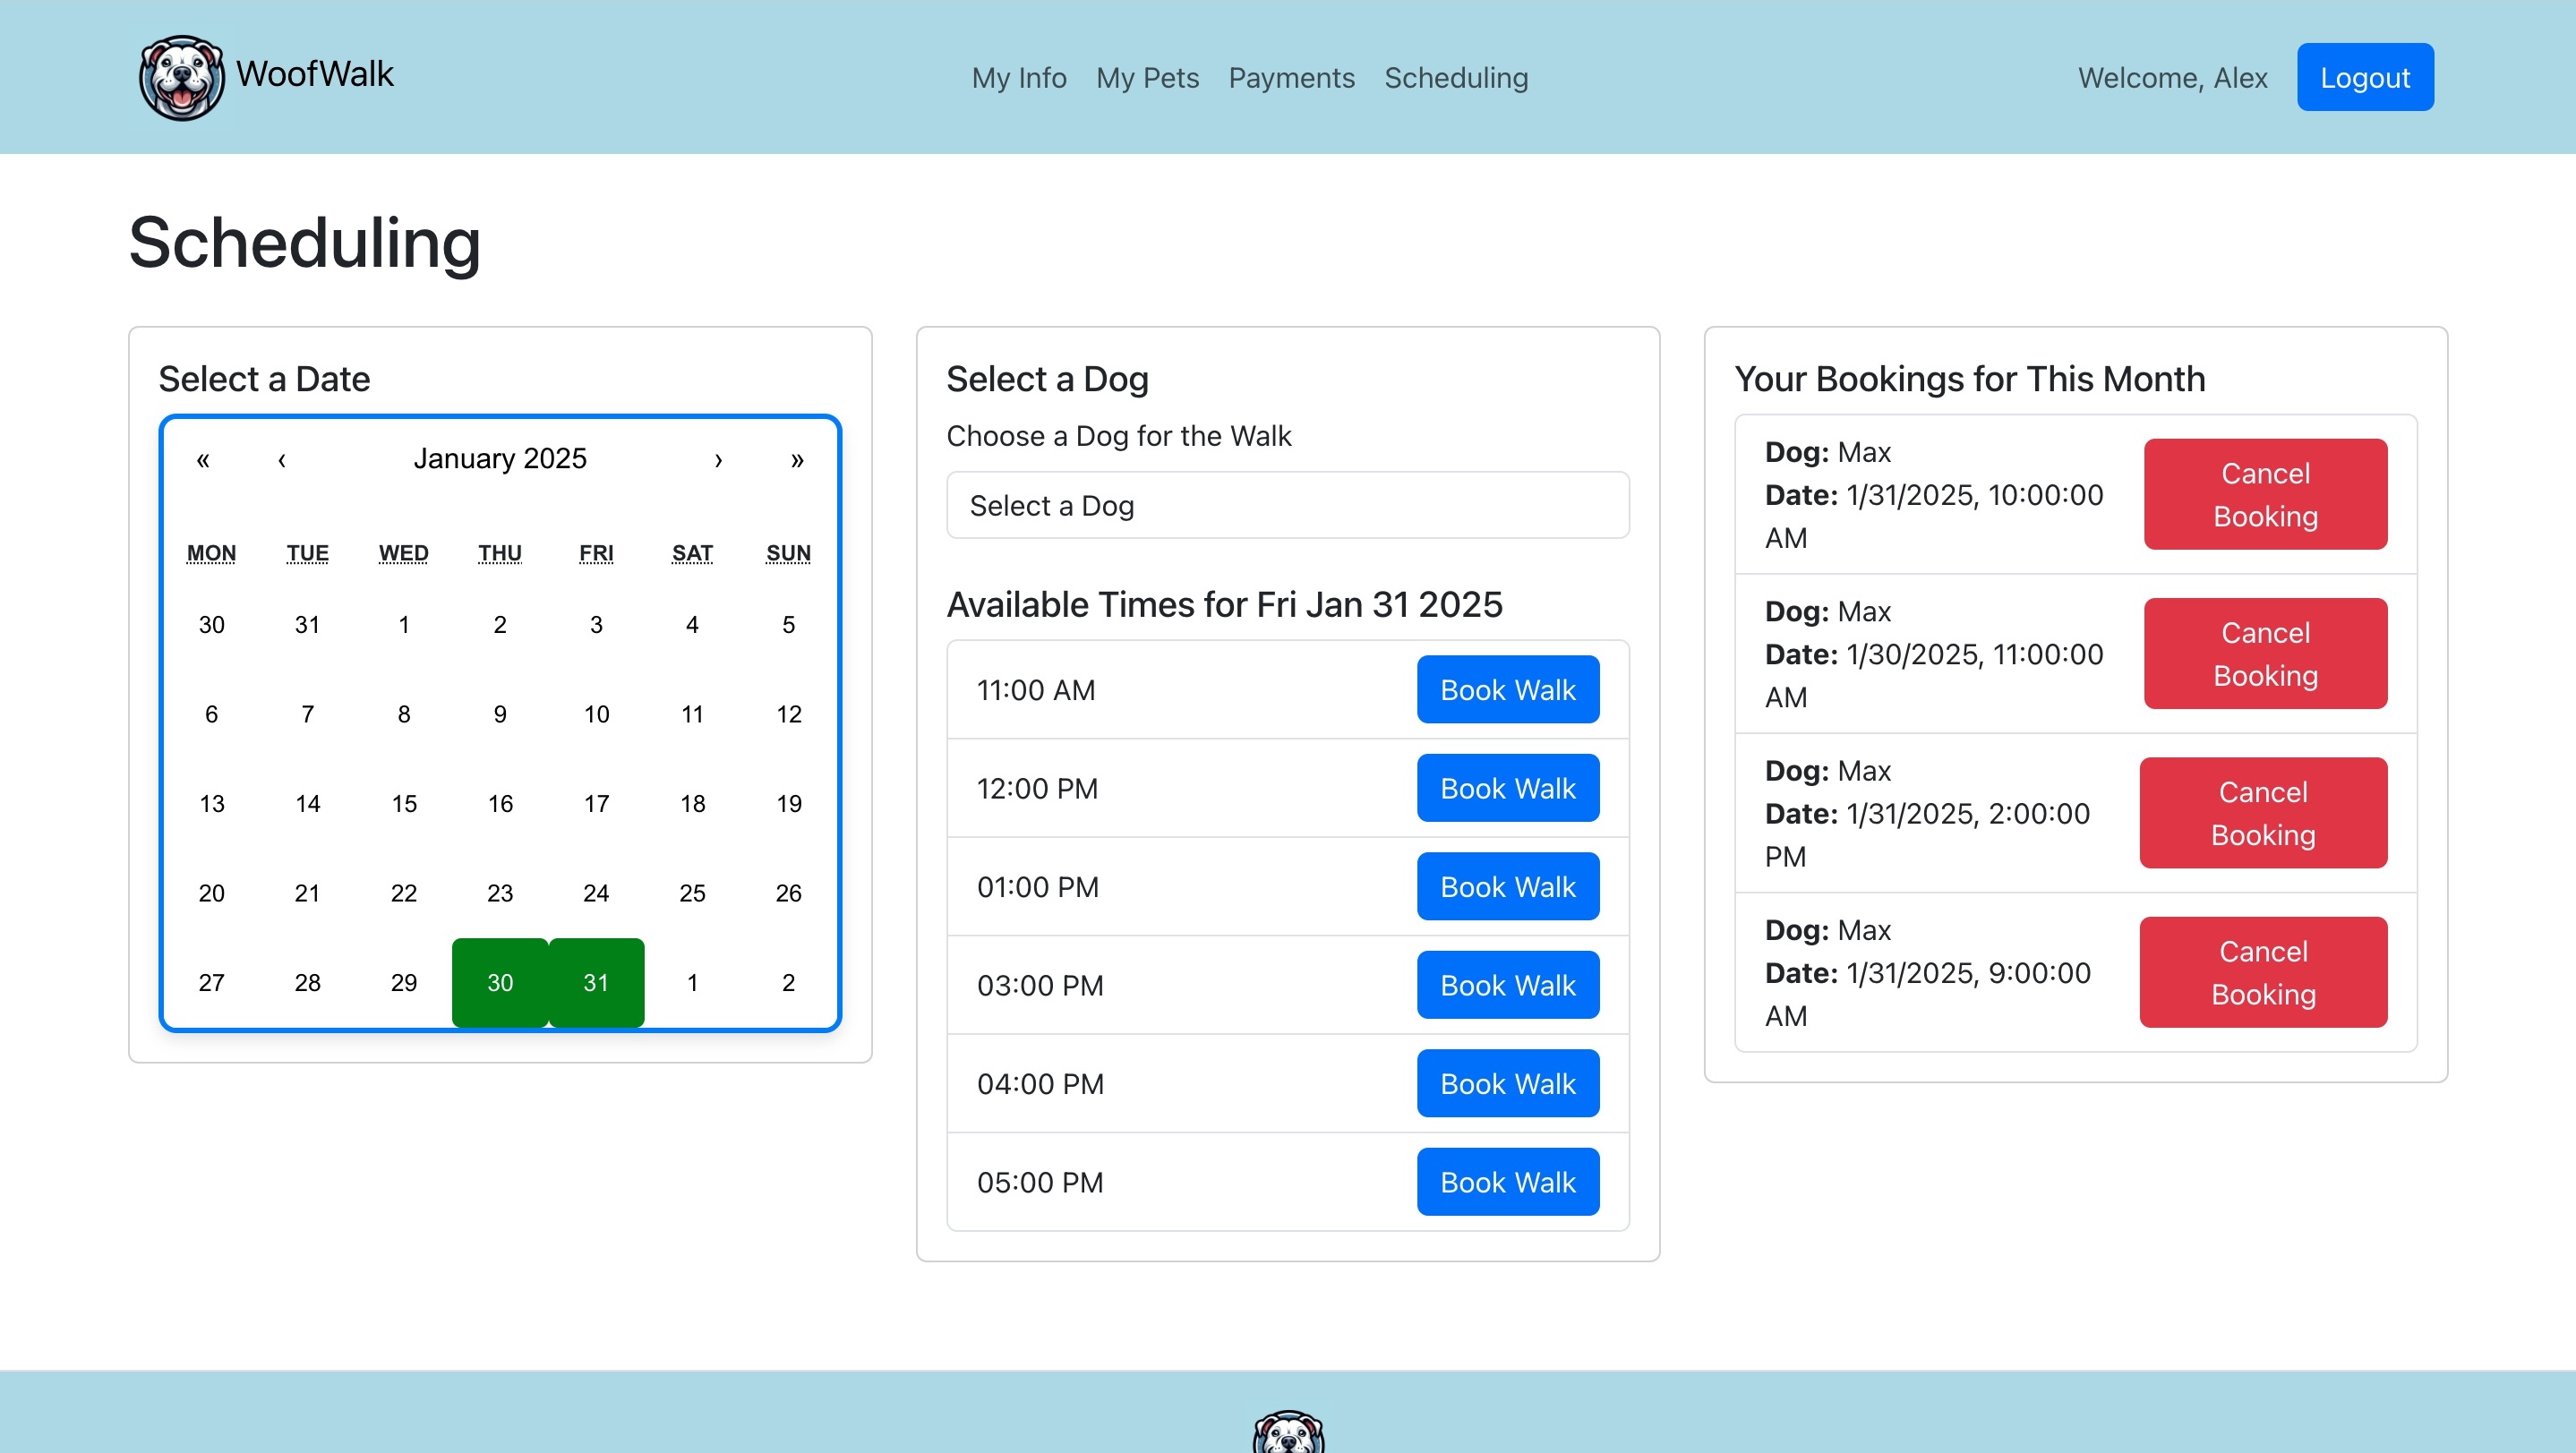 WoofWalk
My Info My Pets Payments Scheduling
Welcome, Alex Logout
Scheduling
Select a Date
« ‹ January 2025 › »
MON TUE WED THU FRI SAT SUN
30 31 1 2 3 4 5
6 7 8 9 10 11 12
13 14 15 16 17 18 19
20 21 22 23 24 25 26
27 28 29 30 31 1 2
Select a Dog
Choose a Dog for the Walk
Select a Dog
Available Times for Fri Jan 31 2025
11:00 AM Book Walk
12:00 PM Book Walk
01:00 PM Book Walk
03:00 PM Book Walk
04:00 PM Book Walk
05:00 PM Book Walk
Your Bookings for This Month
Dog: Max
Date: 1/31/2025, 10:00:00
AM
Cancel
Booking
Dog: Max
Date: 1/30/2025, 11:00:00
AM
Cancel
Booking
Dog: Max
Date: 1/31/2025, 2:00:00
PM
Cancel
Booking
Dog: Max
Date: 1/31/2025, 9:00:00
AM
Cancel
Booking